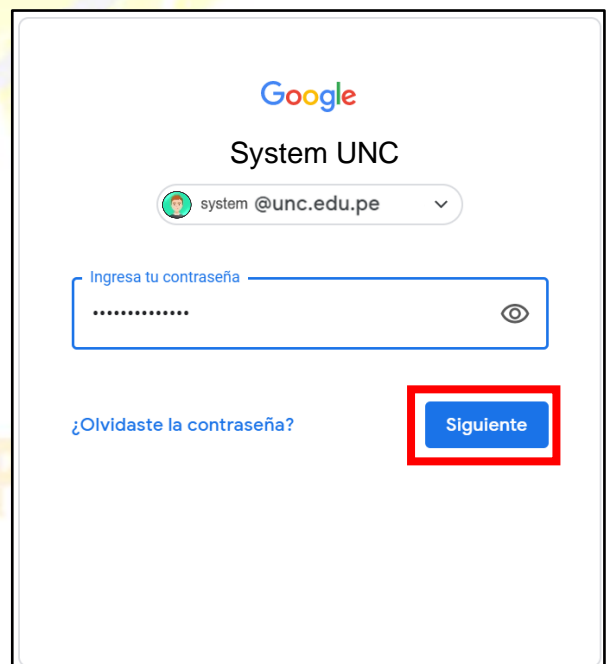 Google
System UNC
system @unc.edu.pe
Ingresa tu contraseña
••••••••••••••
¿Olvidaste la contraseña? Siguiente